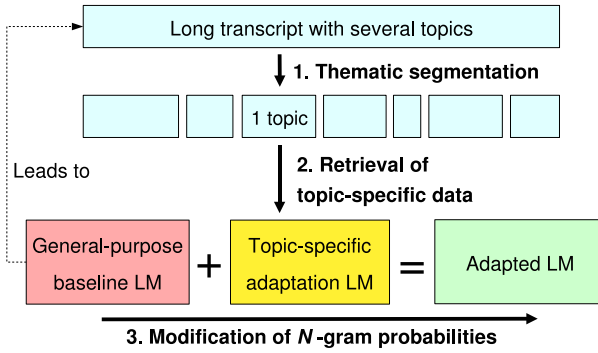 Long transcript with several topics
1. Thematic segmentation
1 topic
Leads to
2. Retrieval of
topic-specific data
General-purpose
baseline LM
+
Topic-specific
adaptation LM
=
Adapted LM
3. Modification of N-gram probabilities